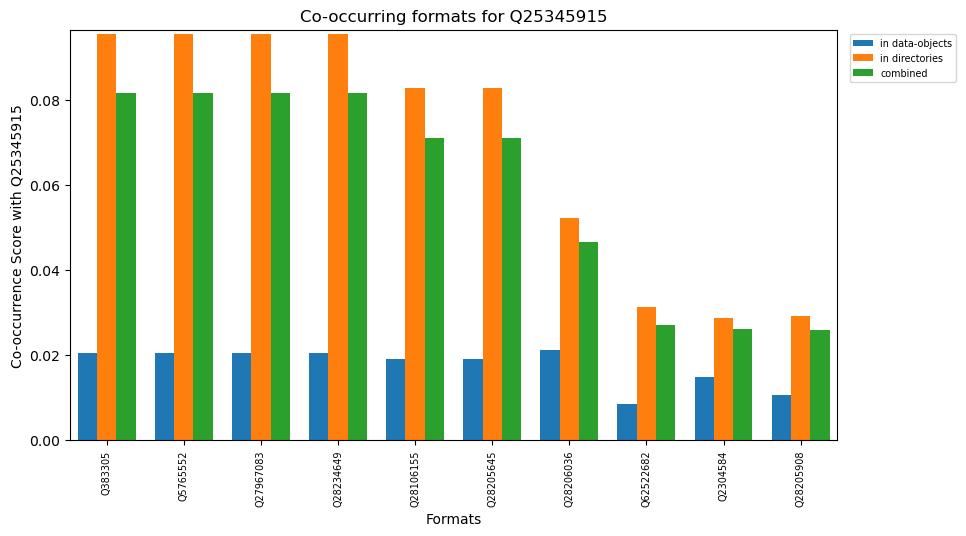 Co-occurring formats for Q25345915
in data-objects
in directories
combined
Co-occurrence Score with Q25345915
0.08
0.06
0.04
0.02
0.00
Q383305
Q5765552
Q27967083
Q28234649
Q28106155
Q28205645
Q28206036
Q62522682
Q2304584
Q28205908
Formats